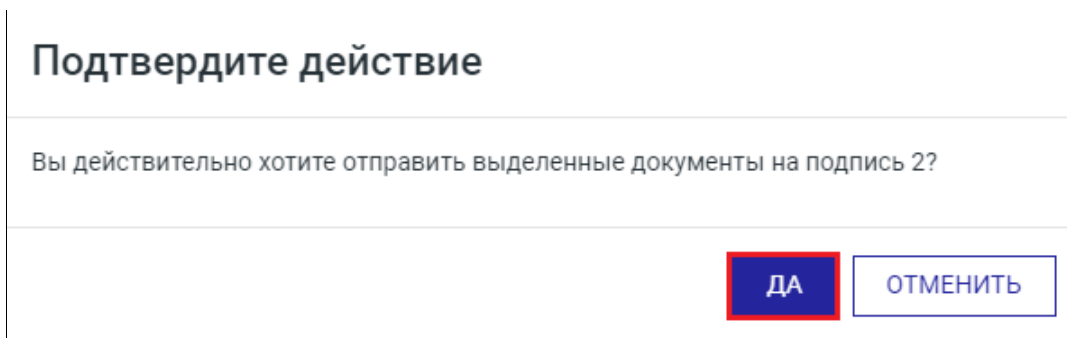 Подтвердите действие
Вы действительно хотите отправить выделенные документы на подпись 2?
ДА ОТМЕНИТЬ